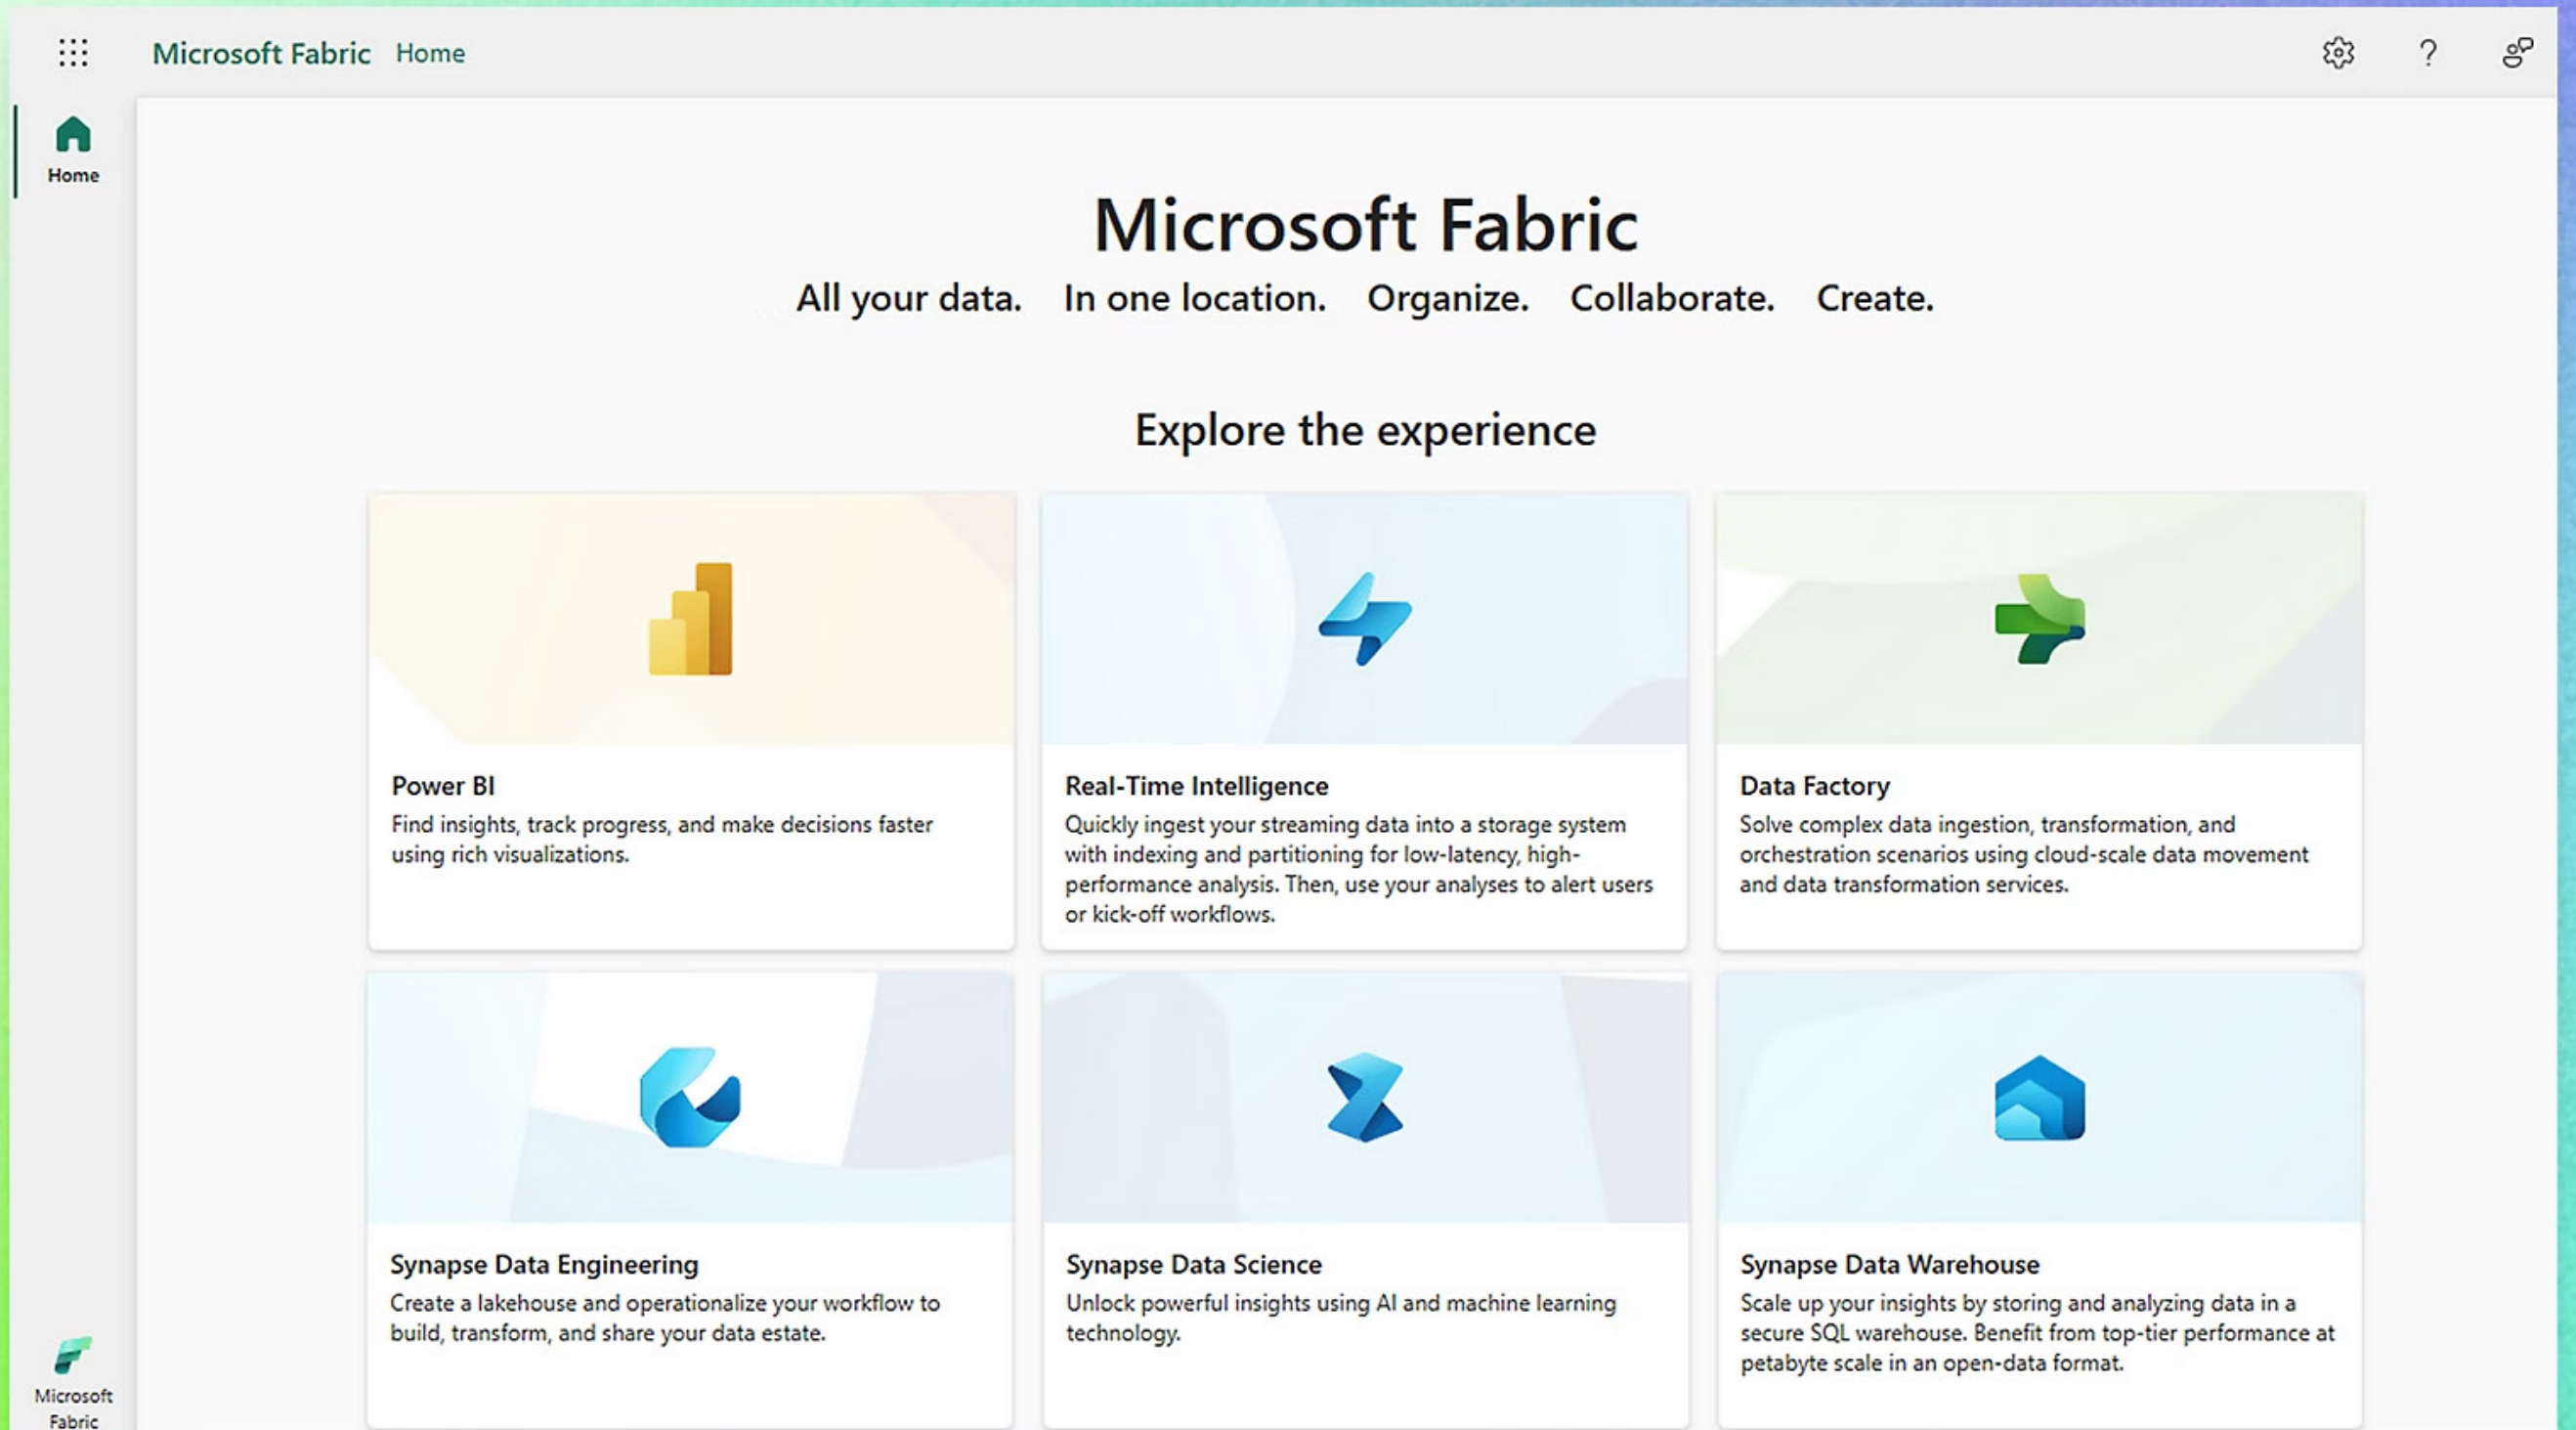 Microsoft Fabric Home
Home
Microsoft Fabric
All your data. In one location. Organize. Collaborate. Create.
Explore the experience
Power BI
Find insights, track progress, and make decisions faster
using rich visualizations.
Real-Time Intelligence
Quickly ingest your streaming data into a storage system
with indexing and partitioning for low-latency, high-
performance analysis. Then, use your analyses to alert users
or kick-off workflows.
Data Factory
Solve complex data ingestion, transformation, and
orchestration scenarios using cloud-scale data movement
and data transformation services.
Synapse Data Engineering
Create a lakehouse and operationalize your workflow to
build, transform, and share your data estate.
Synapse Data Science
Unlock powerful insights using AI and machine learning
technology.
Synapse Data Warehouse
Scale up your insights by storing and analyzing data in a
secure SQL warehouse. Benefit from top-tier performance at
petabyte scale in an open-data format.
Microsoft
Fabric